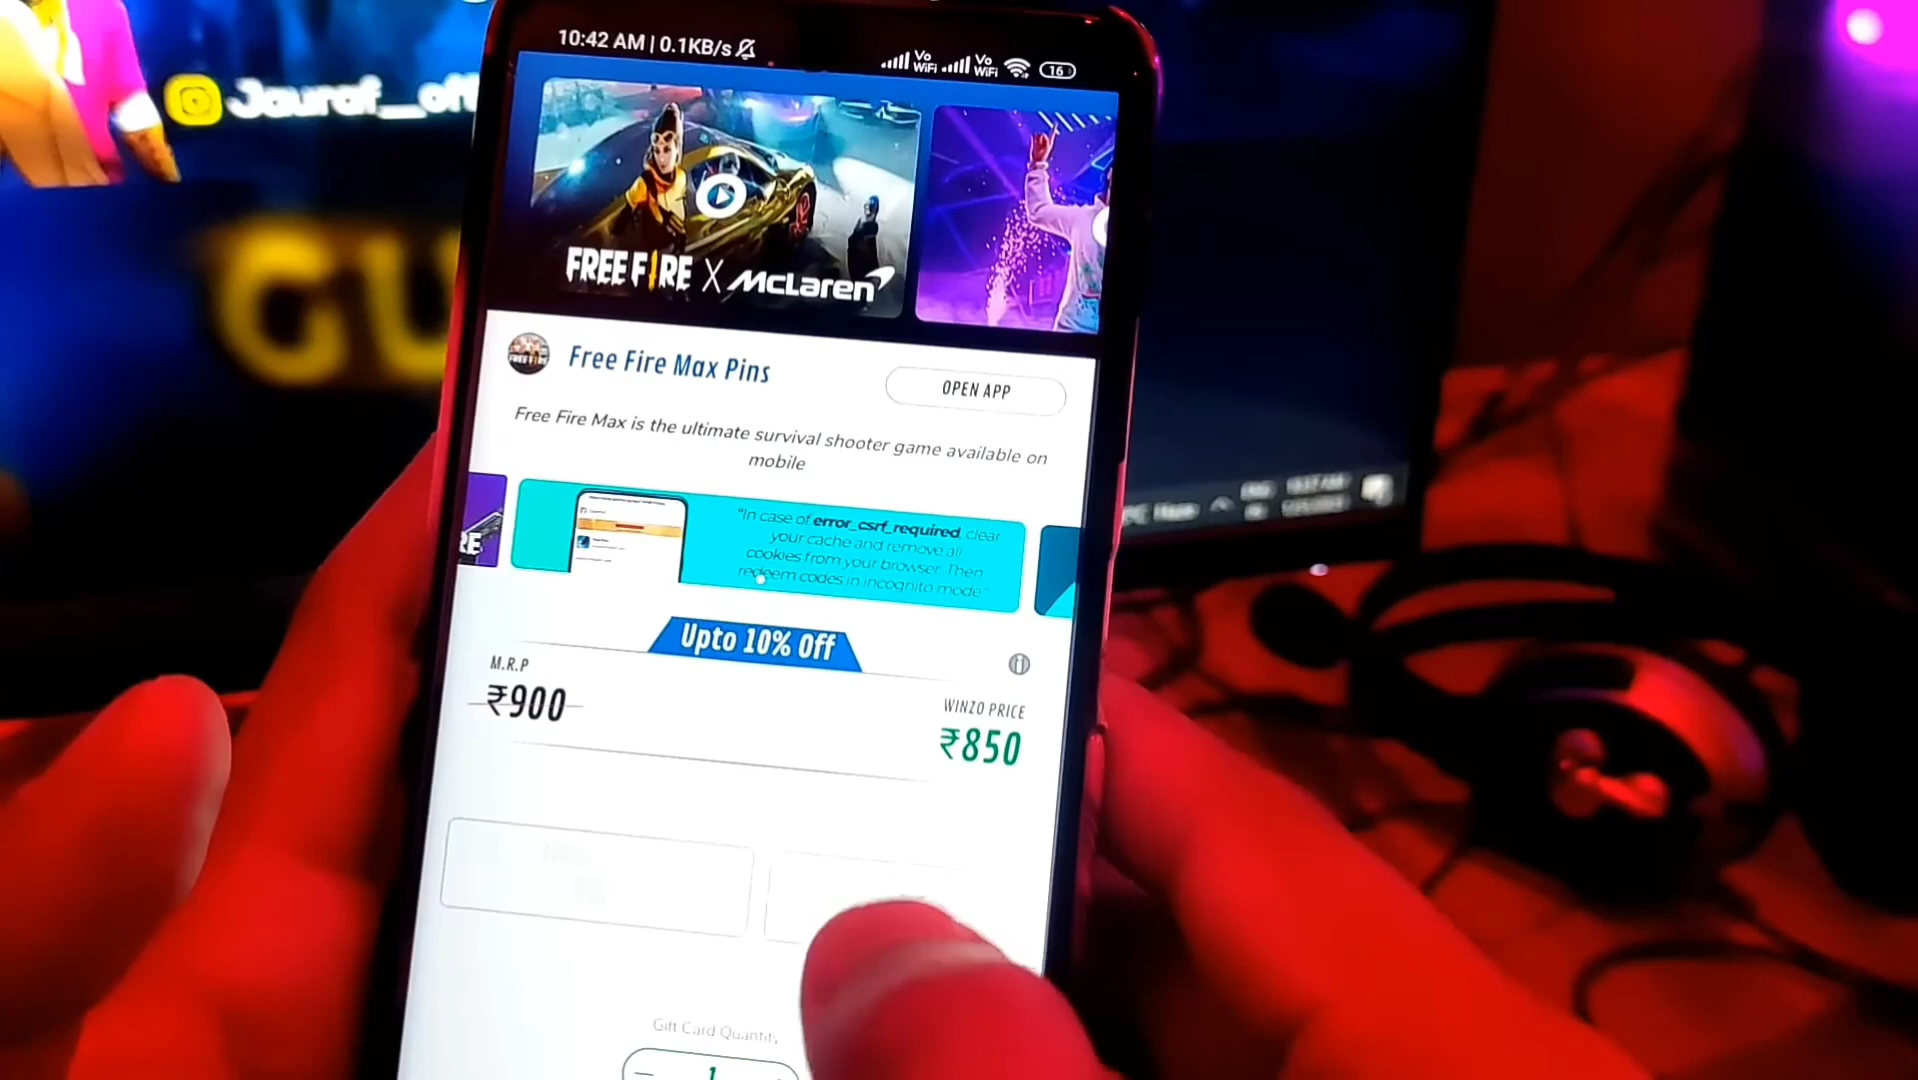 10:42 AM | 0.1KB/s
Vo
WiFi
Vo
WiFi
16
FREE FIRE X McLaren
Free Fire Max Pins
OPEN APP
Free Fire Max is the ultimate survival shooter game available on
mobile
RE
"In case of error_csrf_required, clear
your cache and remove all
cookies from your browser. Then
redeem codes in incognito mode."
Upto 10% Off
M.R.P
₹900
WINZO PRICE
₹850
Gift Card Quantity
1
GU